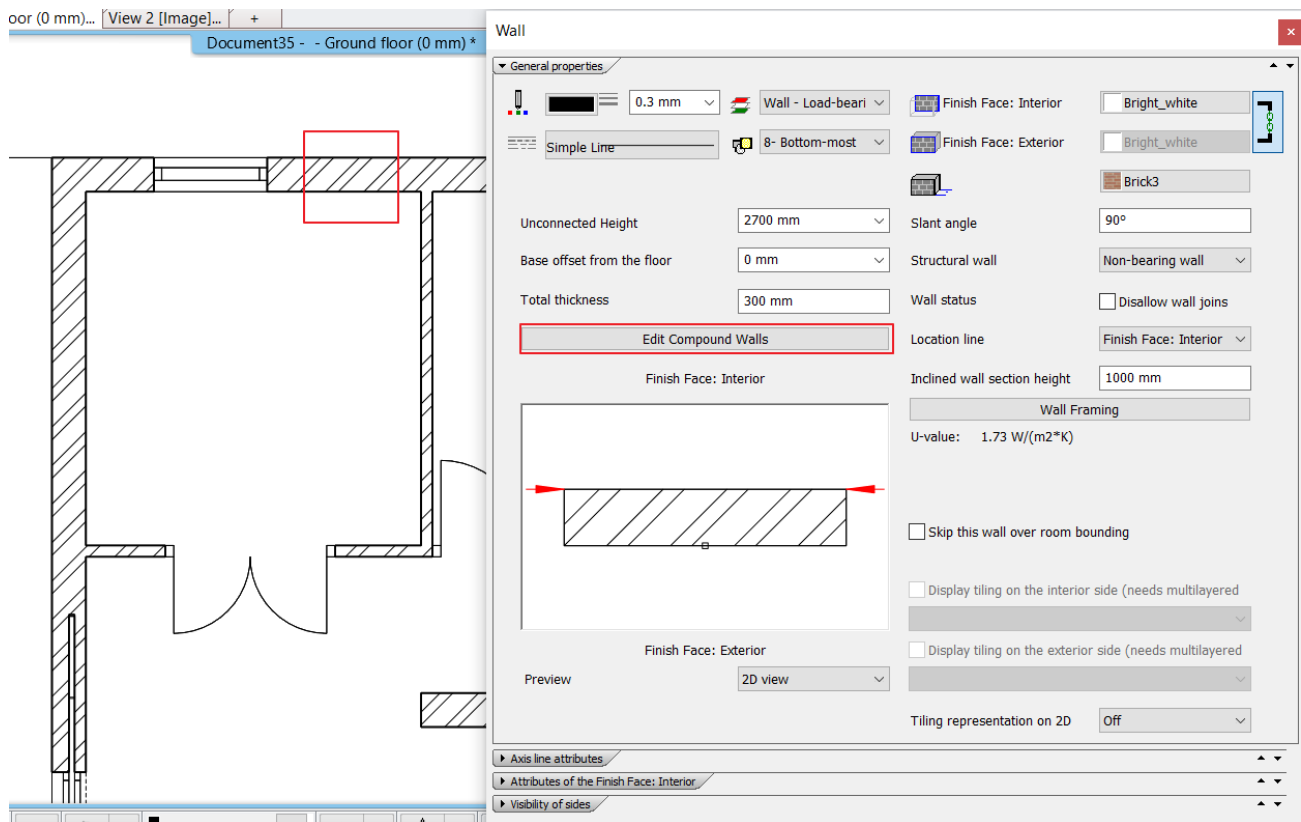 oor (0 mm)... View 2 [Image]... +
Document35 - - Ground floor (0 mm) *
Wall
General properties
0.3 mm Wall - Load-beari Finish Face: Interior Bright_white
Simple Line 8- Bottom-most Finish Face: Exterior Bright_white
Brick3
Unconnected Height 2700 mm Slant angle 90°
Base offset from the floor 0 mm Structural wall Non-bearing wall
Total thickness 300 mm Wall status Disallow wall joins
Edit Compound Walls Location line Finish Face: Interior
Finish Face: Interior Inclined wall section height 1000 mm
Wall Framing
U-value: 1.73 W/(m2*K)
Skip this wall over room bounding
Display tiling on the interior side (needs multilayered
Finish Face: Exterior Display tiling on the exterior side (needs multilayered
Preview 2D view
Tiling representation on 2D Off
Axis line attributes
Attributes of the Finish Face: Interior
Visibility of sides